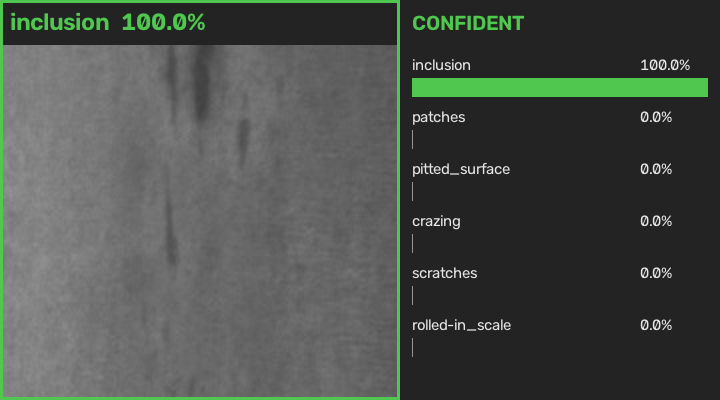 inclusion 100.0%
CONFIDENT
inclusion 100.0%
patches 0.0%
pitted_surface 0.0%
crazing 0.0%
scratches 0.0%
rolled-in_scale 0.0%